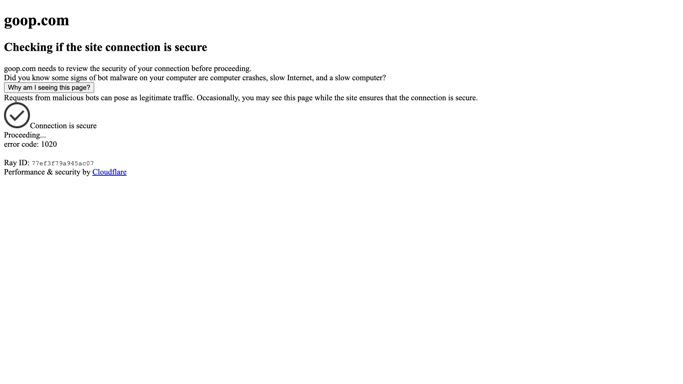 goop.com
Checking if the site connection is secure
goop.com needs to review the security of your connection before proceeding.
Did you know some signs of bot malware on your computer are computer crashes, slow Internet, and a slow computer?
Why am I seeing this page?
Requests from malicious bots can pose as legitimate traffic. Occasionally, you may see this page while the site ensures that the connection is secure.
Connection is secure
Proceeding...
error code: 1020
Ray ID: 77ef3f79a945ac07
Performance & security by Cloudflare